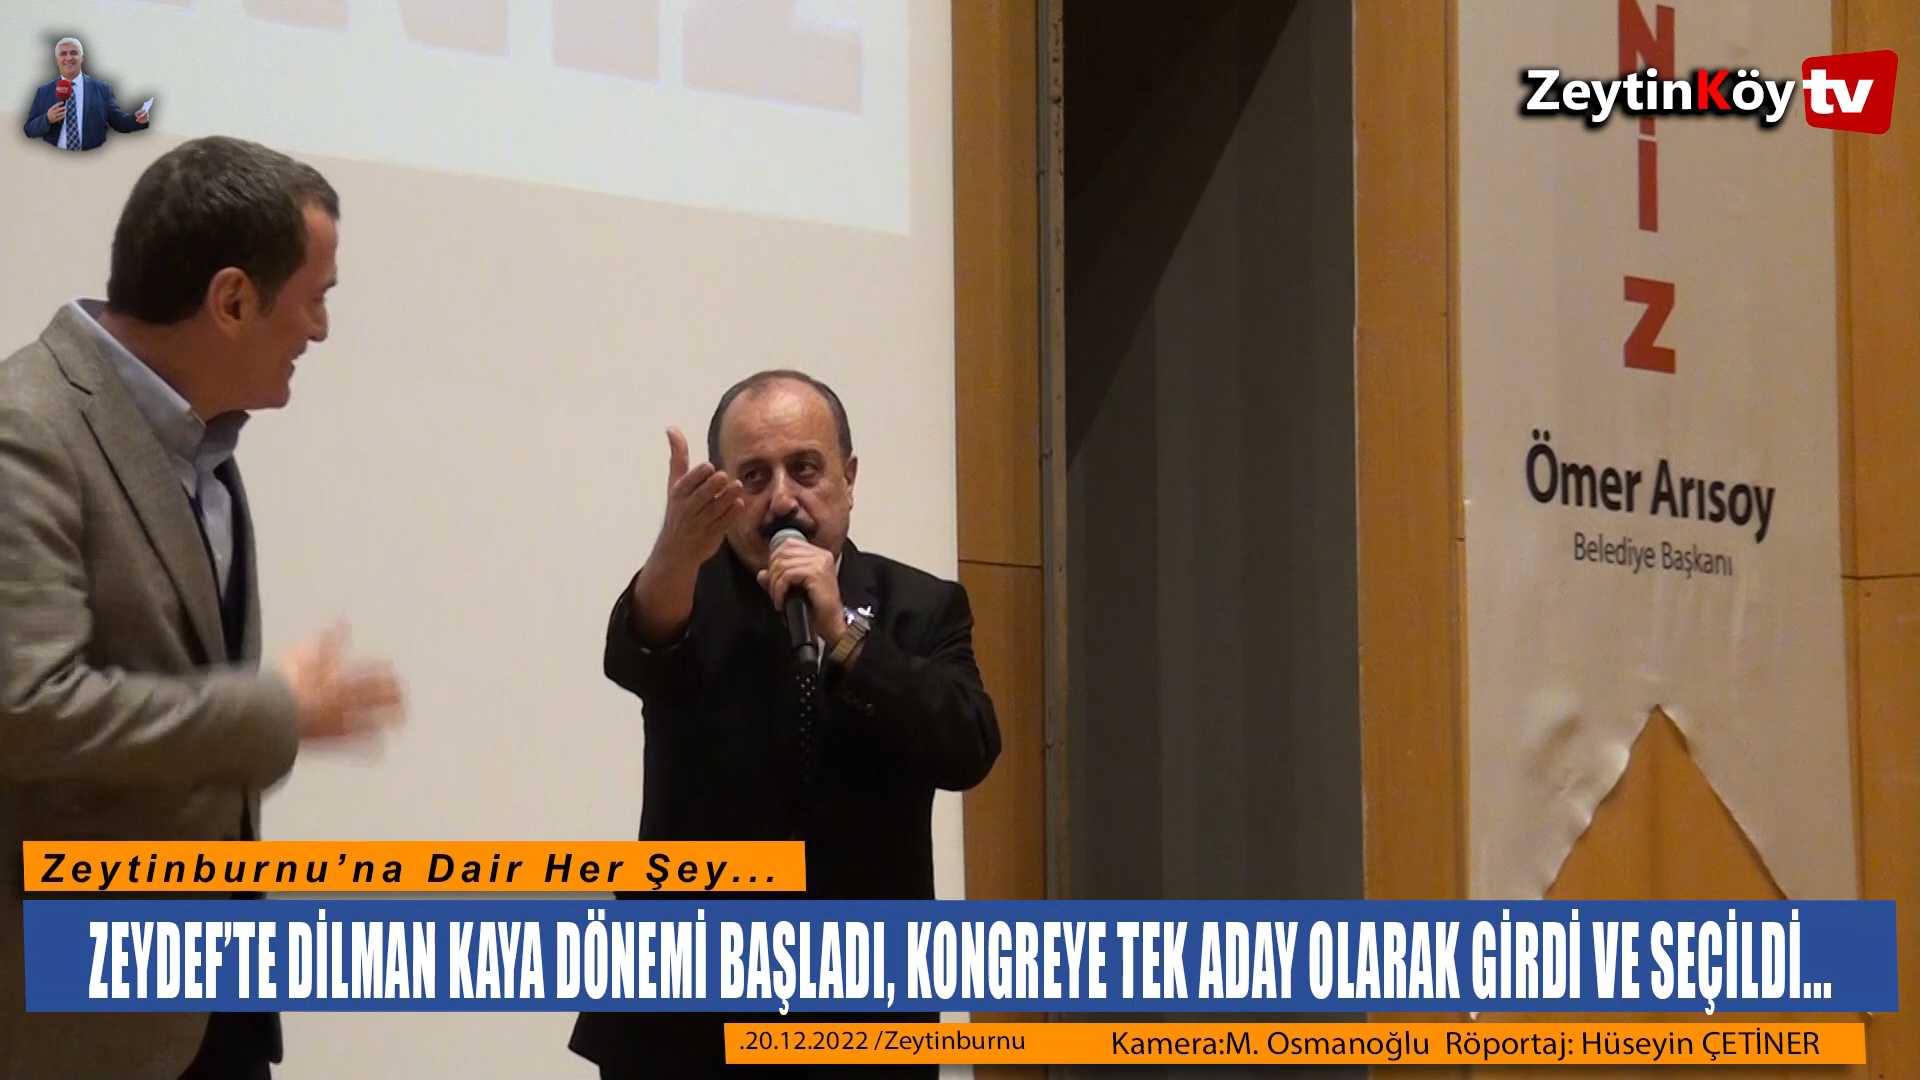 ZeytinKöy tv
NİZ
Ömer Arısoy
Belediye Başkanı
Zeytinburnu’na Dair Her Şey...
ZEYDEF’TE DİLMAN KAYA DÖNEMİ BAŞLADI, KONGREYE TEK ADAY OLARAK GİRDİ VE SEÇİLDİ...
.20.12.2022 /Zeytinburnu
Kamera:M. Osmanoğlu Röportaj: Hüseyin ÇETİNER